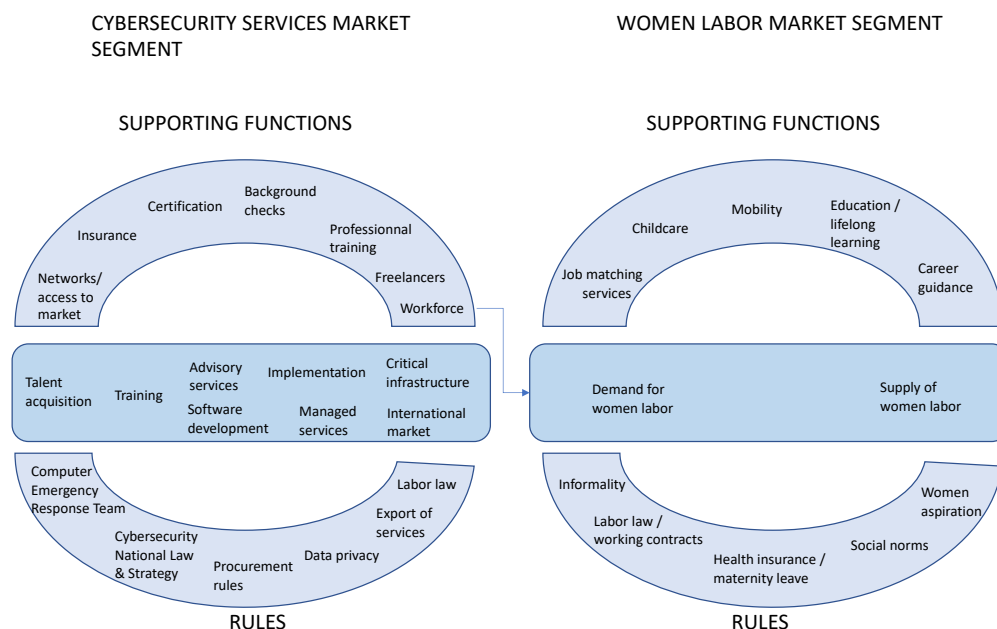 CYBERSECURITY SERVICES MARKET
SEGMENT
SUPPORTING FUNCTIONS
Networks/
access to
market
Insurance
Certification
Background
checks
Professionnal
training
Freelancers
Workforce
Talent
acquisition
Training
Advisory
services
Software
development
Implementation
Managed
services
Critical
infrastructure
International
market
Computer
Emergency
Response Team
Cybersecurity
National Law
& Strategy
Procurement
rules
Data privacy
Export of
services
Labor law
RULES
WOMEN LABOR MARKET SEGMENT
SUPPORTING FUNCTIONS
Job matching
services
Childcare
Mobility
Education /
lifelong
learning
Career
guidance
Demand for
women labor
Supply of
women labor
Informality
Labor law /
working contracts
Health insurance /
maternity leave
Social norms
Women
aspiration
RULES